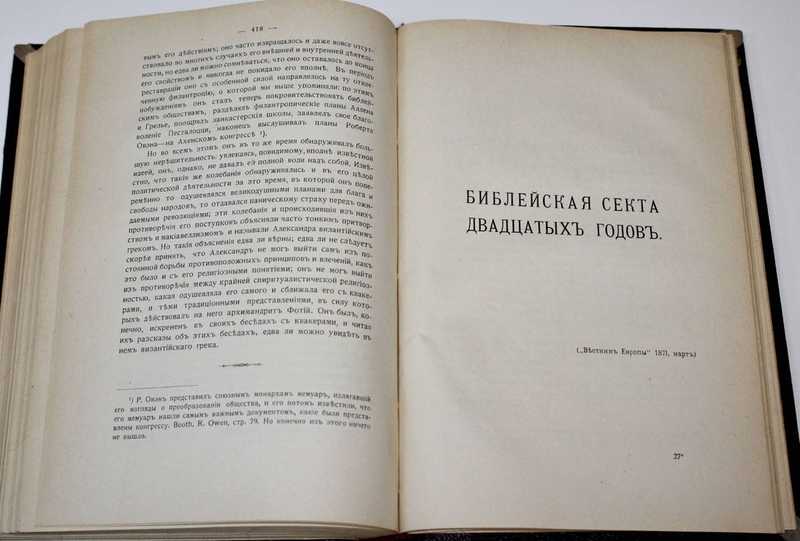 — 418 —
вымъ его дѣйствіямъ; оно часто извращалось и даже вовсе отсут-
ствовало во многихъ случаяхъ его внѣшней и внутренней дѣятель-
ности, но едва ли можно сомнѣваться, что оно оставалось до конца
его свойствомъ и никогда не покидало его вполнѣ. Въ періодъ
реставраціи оно съ особенной силой направлялось на ту отвле-
ченную филантропію, о которой мы выше упоминали: по этимъ
побужденіямъ онъ сталъ теперь покровительствовать библей-
скимъ обществамъ, раздѣлялъ филантропическіе планы Аллена
и Грелье, поощрялъ ланкастерскія школы, заявлялъ свое благо-
воленіе Песталоцци, наконецъ выслушивалъ планы Роберта
Овэна—на Ахенскомъ конгрессѣ ¹).
Но во всемъ этомъ онъ въ то же время обнаруживалъ боль-
шую нерѣшительность: увлекаясь, повидимому, вполнѣ извѣстной
идеей, онъ, однако, не давалъ ей полной воли надъ собой. Извѣ-
стно, что такія же колебанія обнаруживались и въ его цѣлой
политической дѣятельности за это время, въ которой онъ попе-
ремѣнно то одушевлялся великодушными планами для блага и
свободы народовъ, то отдавался паническому страху передъ ожи-
даемыми революціями; эти колебанія и происходившія изъ нихъ
противорѣчія его поступковъ объясняли часто тонкимъ притвор-
ствомъ и макіавеллизмомъ и называли Александра византійскимъ
грекомъ. Но такія объясненія едва ли вѣрны; едва ли не слѣдуетъ
скорѣе принять, что Александръ не могъ выйти самъ изъ по-
стоянной борьбы противоположныхъ принциповъ и влеченій, какъ
это было и съ его религіозными понятіями; онъ не могъ выйти
изъ противорѣчія между крайней спиритуалистической религіоз-
ностью, какая одушевляла его самого и сближала его съ кваке-
рами, и тѣми традиціонными представленіями, въ силу кото-
рыхъ дѣйствовалъ на него архимандритъ Фотій. Онъ былъ, ко-
нечно, искрененъ въ своихъ бесѣдахъ съ квакерами, и читая
ихъ разсказы объ этихъ бесѣдахъ, едва ли можно увидѣть въ
немъ византійскаго грека.
¹) Р. Овэнъ представилъ союзнымъ монархамъ мемуаръ, излагавшій
его взгляды о преобразованіи общества, и его потомъ извѣстили, что
его мемуаръ нашли самымъ важнымъ документомъ, какіе были предста-
влены конгрессу. Booth, R. Owen, стр. 79. Но конечно изъ этого ничего
не вышло.
БИБЛЕЙСКАЯ СЕКТА
ДВАДЦАТЫХЪ ГОДОВЪ.
(„Вѣстникъ Европы" 1871, мартъ)
27*